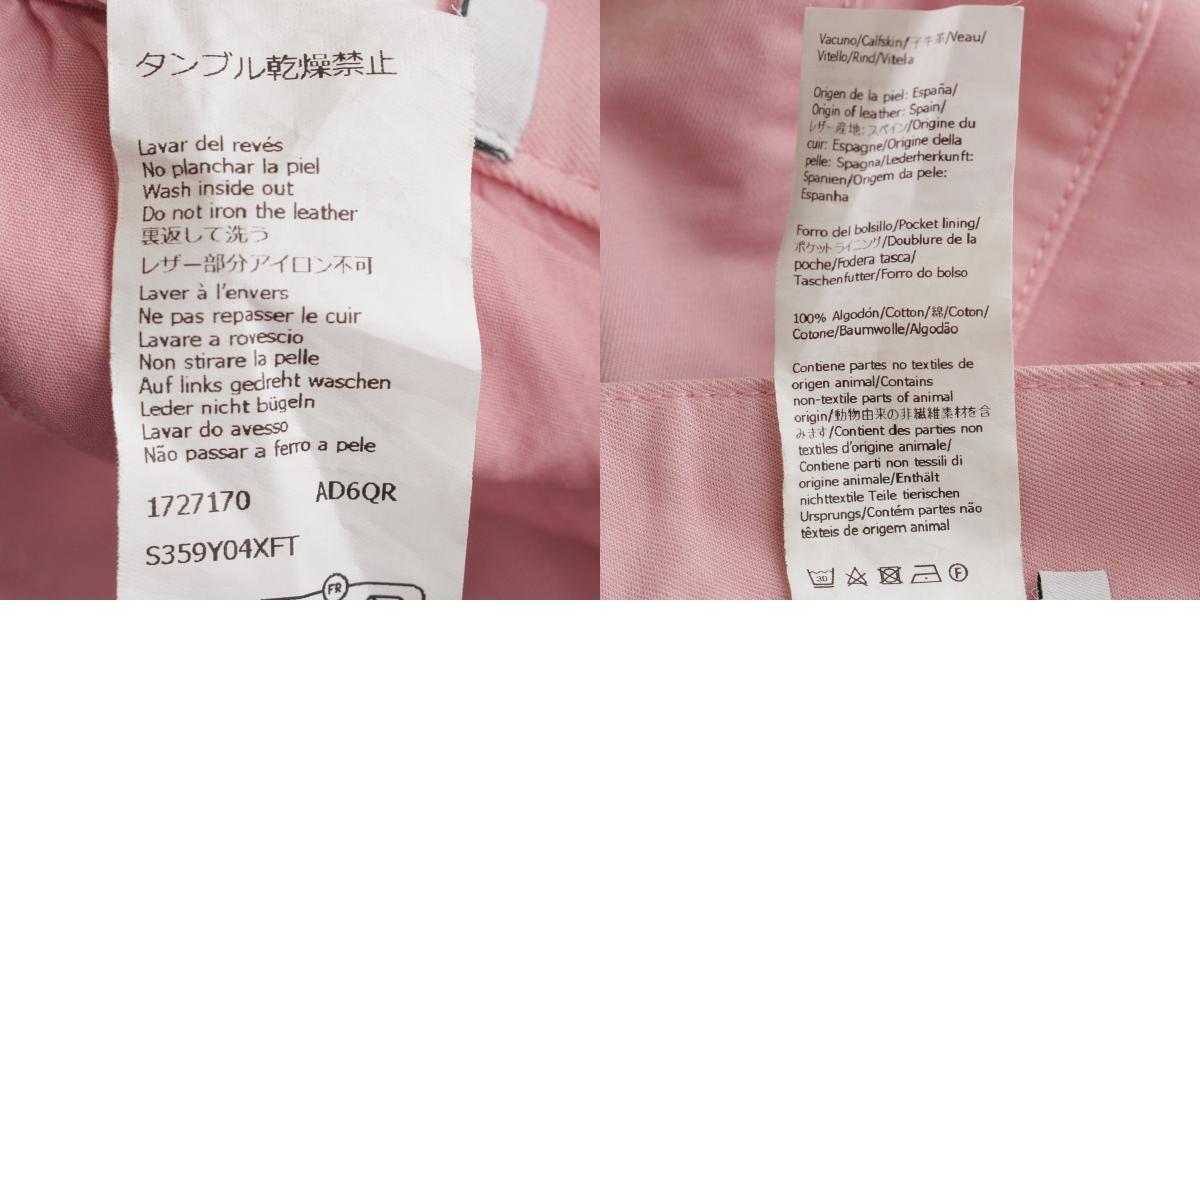 タンブル乾燥禁止
Lavar del revés
No planchar la piel
Wash inside out
Do not iron the leather
裏返して洗う
レザー部分アイロン不可
Laver à l'envers
Ne pas repasser le cuir
Lavare a rovescio
Non stirare la pelle
Auf links gedreht waschen
Leder nicht bügeln
Lavar do avesso
Não passar a ferro a pele
1727170 AD6QR
S359Y04XFT
FR
Vacuno/Calfskin/子牛革/Veau/
Vitello/Rind/Vitela
Origen de la piel: España/
Origin of leather: Spain/
レザー産地: スペイン/Origine du
cuir: Espagne/Origine della
pelle: Spagna/Lederherkunft:
Spanien/Origem da pele:
Espanha
Forro del bolsillo/Pocket lining/
ポケットライニング/Doublure de la
poche/Fodera tasca/
Taschenfutter/Forro do bolso
100% Algodón/Cotton/綿/Coton/
Cotone/Baumwolle/Algodão
Contiene partes no textiles de
origen animal/Contains
non-textile parts of animal
origin/動物由来の非繊維素材を含
みます/Contient des parties non
textiles d'origine animale/
Contiene parti non tessili di
origine animale/Enthält
nichttextile Teile tierischen
Ursprungs/Contém partes não
têxteis de origem animal
30 F